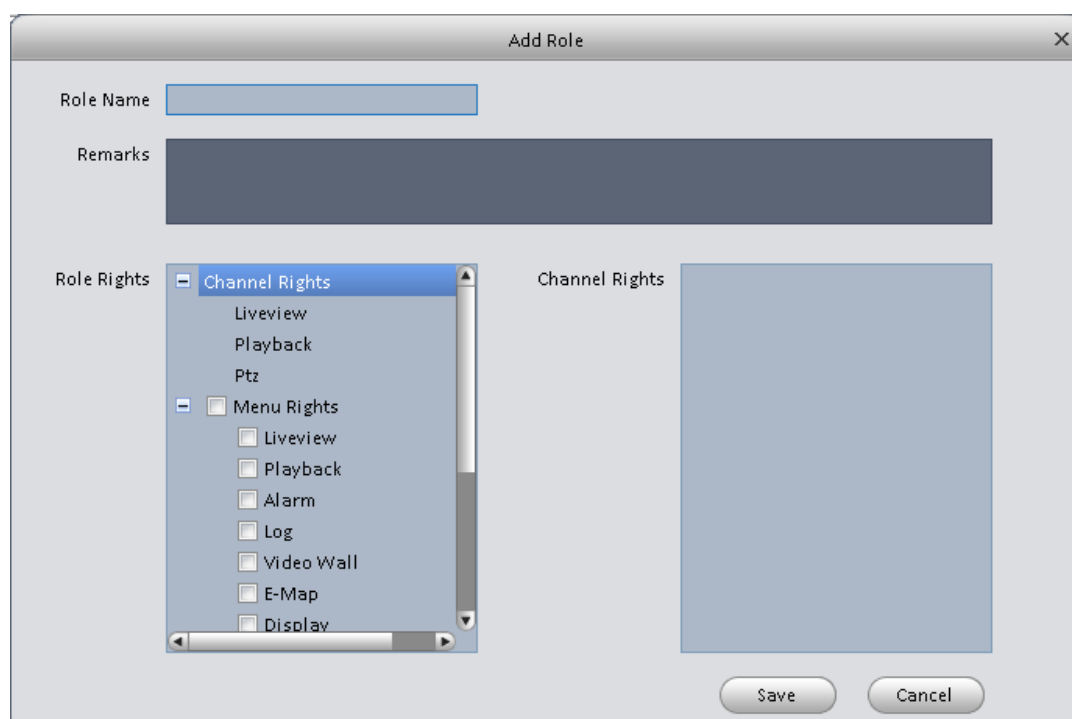 Add Role
Role Name
Remarks
Role Rights
Channel Rights
Liveview
Playback
Ptz
Menu Rights
Liveview
Playback
Alarm
Log
Video Wall
E-Map
Display
Channel Rights
Save
Cancel